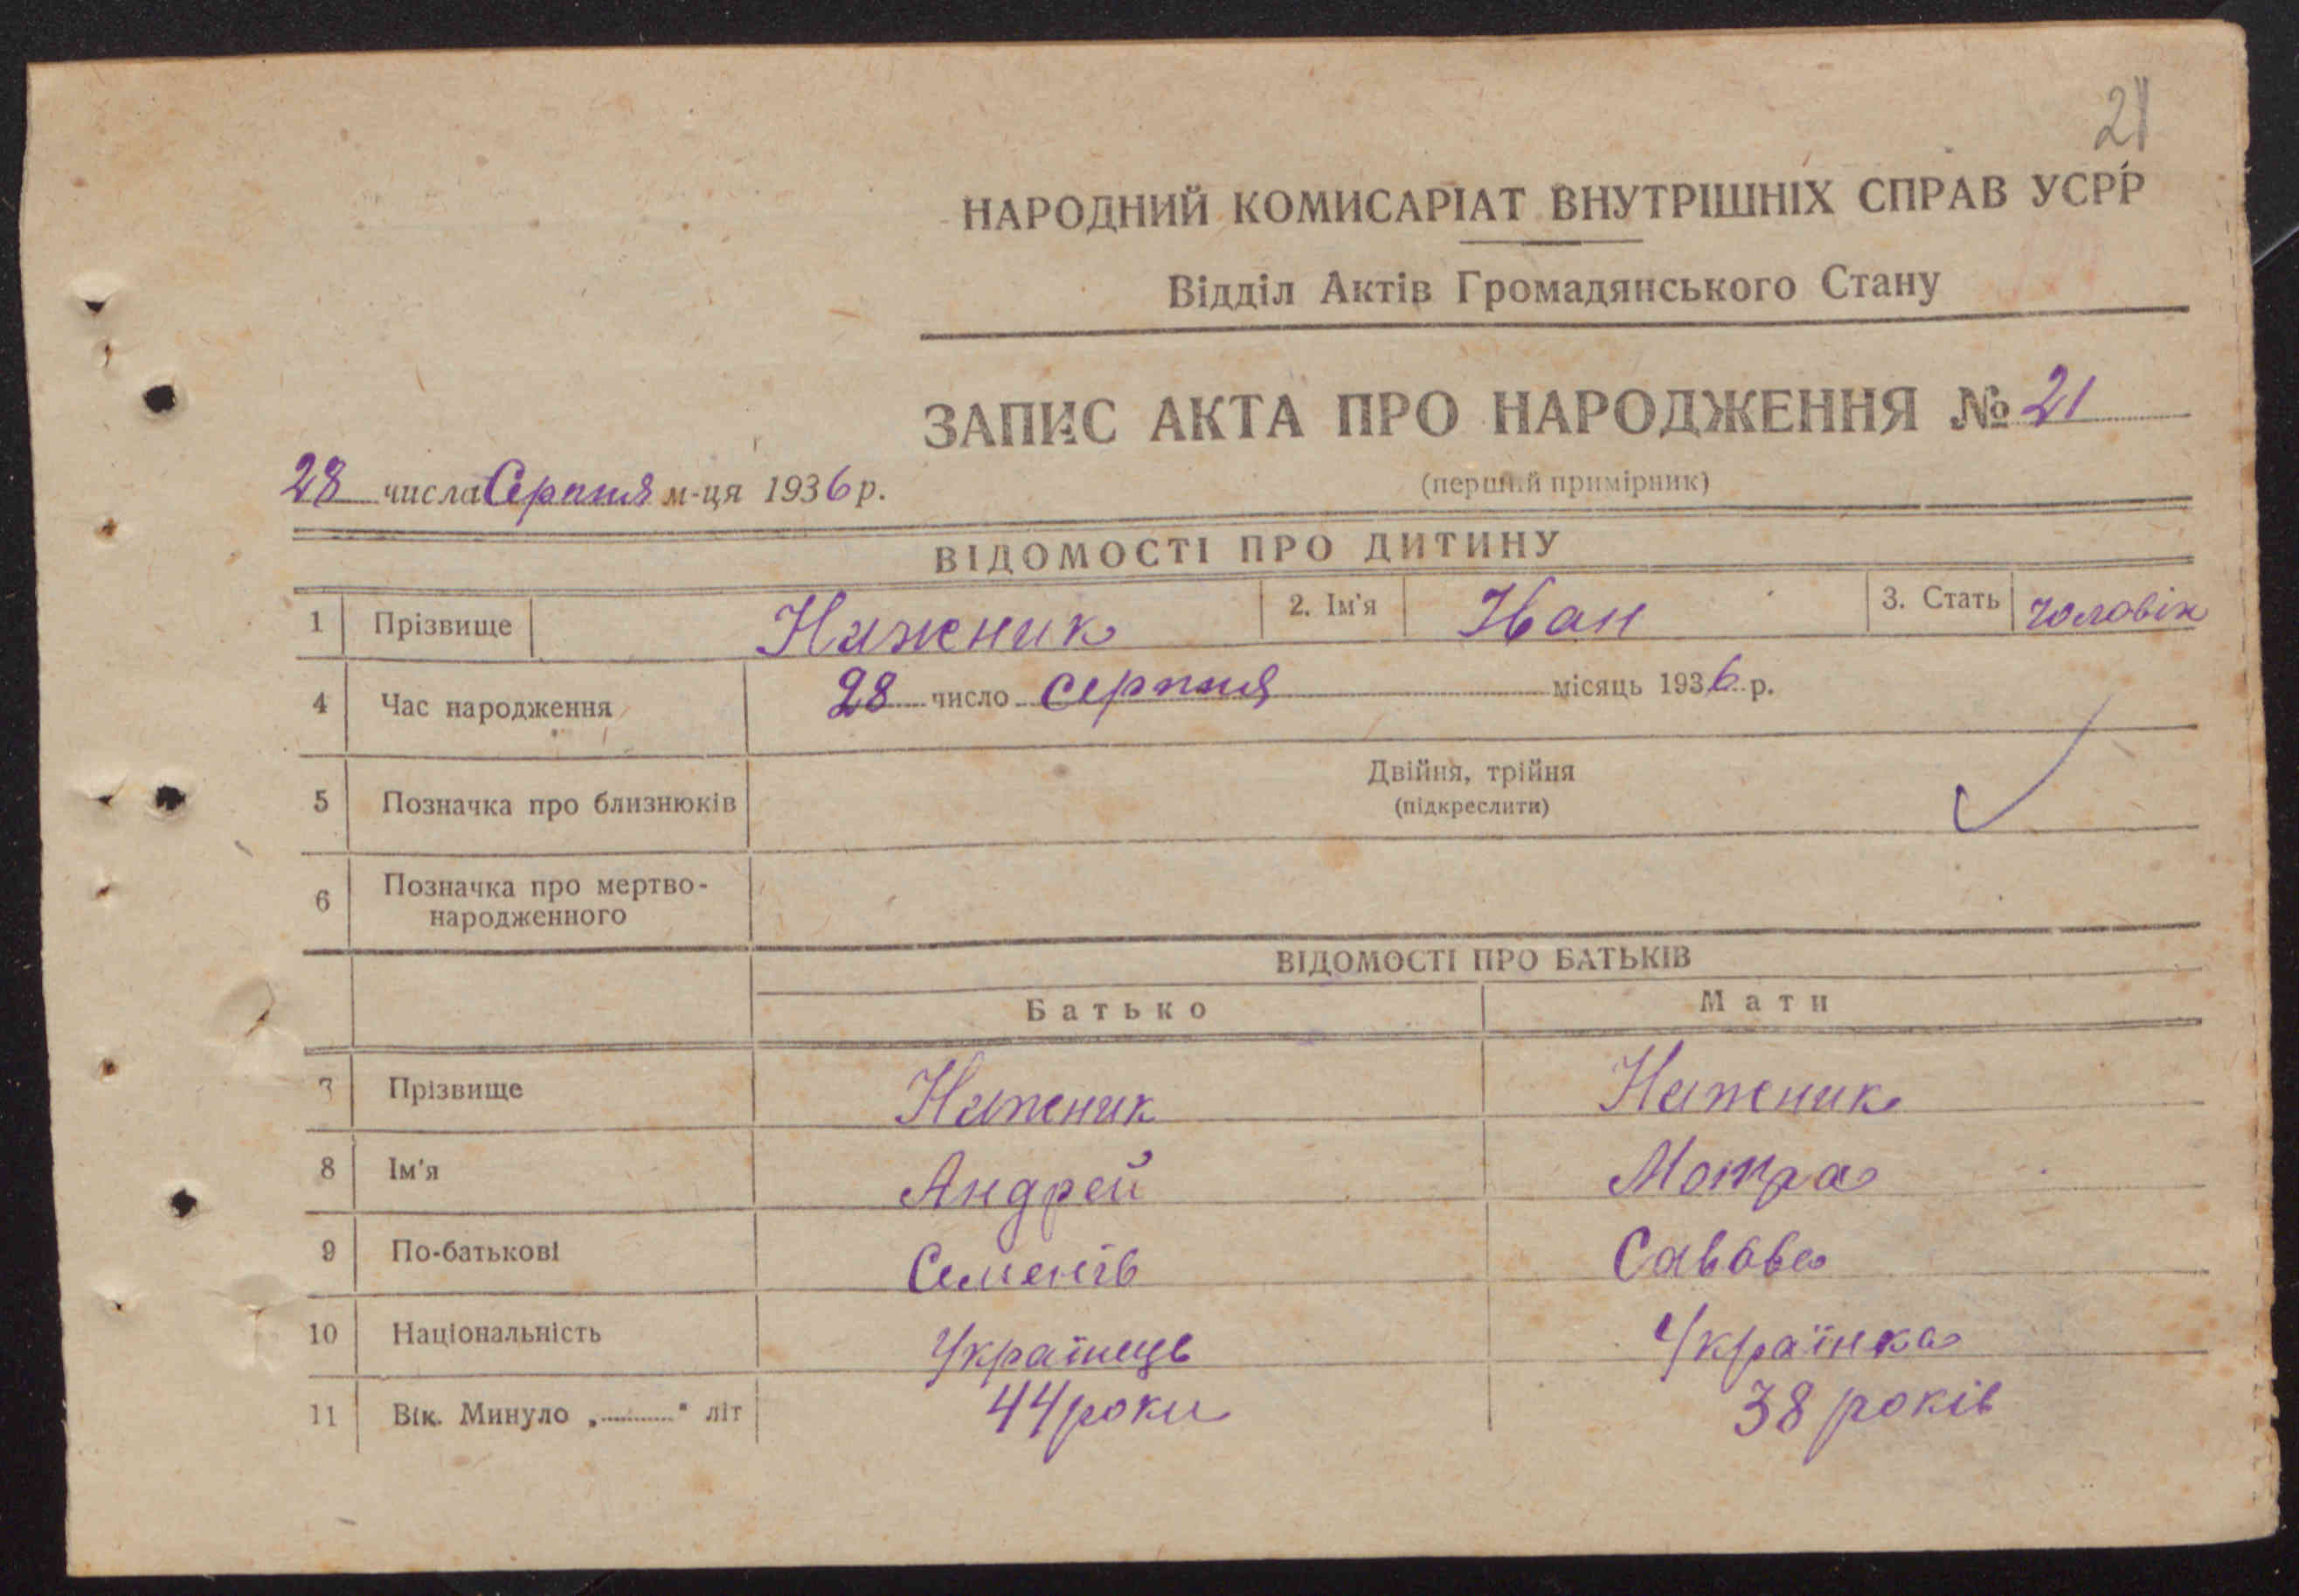 21
НАРОДНИЙ КОМИСАРІАТ ВНУТРІШНІХ СПРАВ УСРР
Відділ Актів Громадянського Стану
ЗАПИС АКТА ПРО НАРОДЖЕННЯ № 21
28 числа Серпня м-ця 1936 р.
(перший примірник)
ВІДОМОСТІ ПРО ДИТИНУ
1 Прізвище Наженик 2. Ім'я Иван 3. Стать чоловік
4 Час народження 28 число серпня місяць 1936 р.
5 Позначка про близнюків Двійня, трійня
(підкреслити)
6 Позначка про мертво-
народженного
ВІДОМОСТІ ПРО БАТЬКІВ
Батько Мати
7 Прізвище Наженик Наженик
8 Ім'я Андрей Мотра
9 По-батькові Семенів Савова
10 Національність Українець Українка
11 Вік. Минуло „..........“ літ 44 роки 38 років